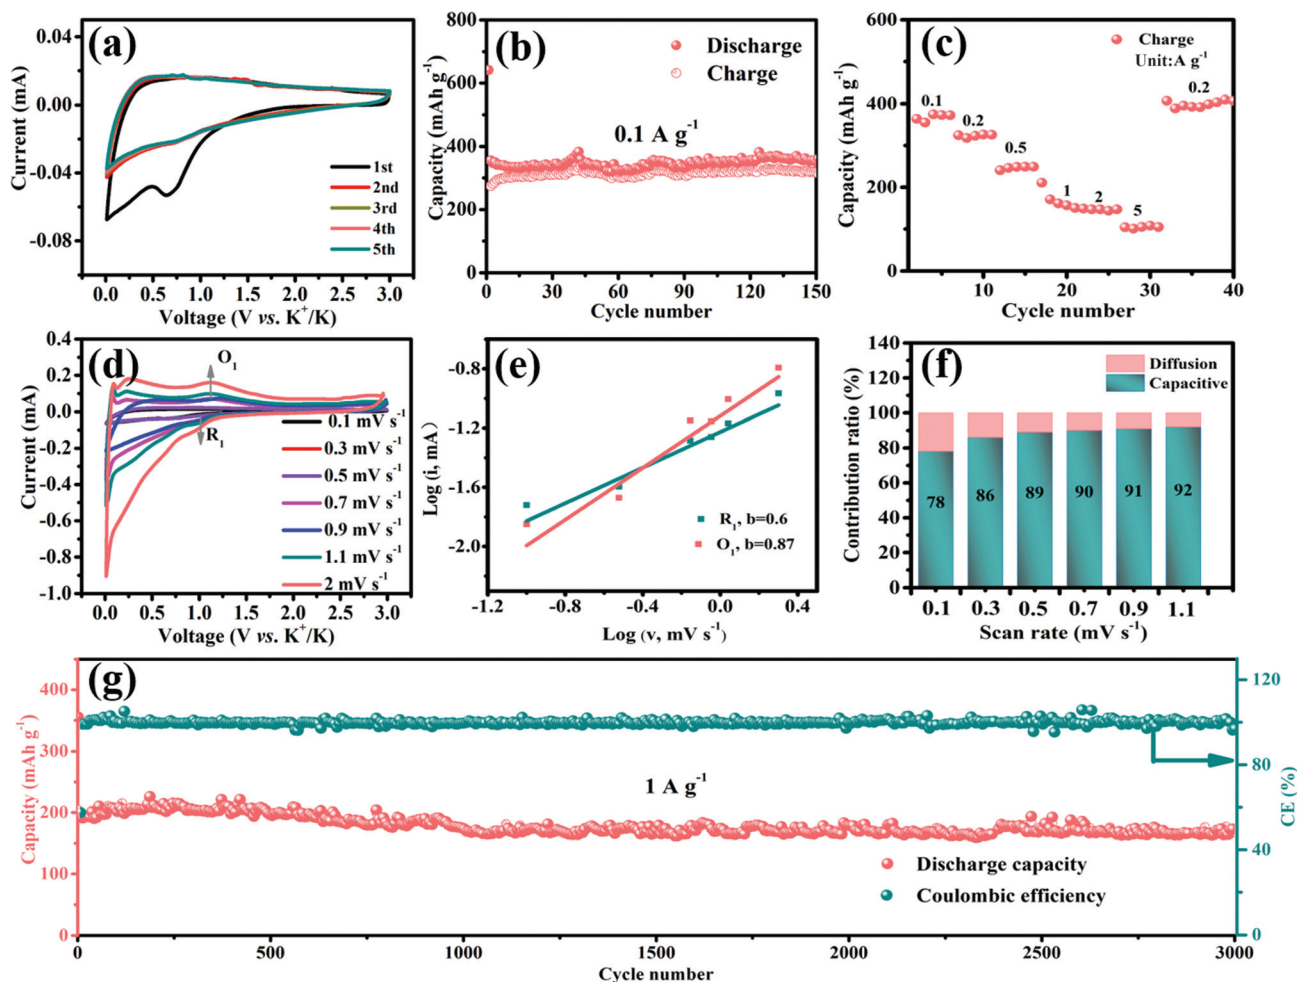 (a)
Current (mA)
0.04
0.00
-0.04
-0.08
1st
2nd
3rd
4th
5th
0.0 0.5 1.0 1.5 2.0 2.5 3.0
Voltage (V vs. K⁺/K)
(b)
Capacity (mAh g⁻¹)
800
600
400
200
0
Discharge
Charge
0.1 A g⁻¹
0 30 60 90 120 150
Cycle number
(c)
Capacity (mAh g⁻¹)
600
400
200
0
Charge
Unit:A g⁻¹
0.1
0.2
0.5
1
2
5
0.2
10 20 30 40
Cycle number
(d)
Current (mA)
0.4
0.2
0.0
-0.2
-0.4
-0.6
-0.8
-1.0
O₁
R₁
0.1 mV s⁻¹
0.3 mV s⁻¹
0.5 mV s⁻¹
0.7 mV s⁻¹
0.9 mV s⁻¹
1.1 mV s⁻¹
2 mV s⁻¹
0.0 0.5 1.0 1.5 2.0 2.5 3.0
Voltage (V vs. K⁺/K)
(e)
Log (i, mA)
-0.8
-1.2
-1.6
-2.0
R₁, b=0.6
O₁, b=0.87
-1.2 -0.8 -0.4 0.0 0.4
Log (v, mV s⁻¹)
(f)
Contribution ratio (%)
140
120
100
80
60
40
20
0
Diffusion
Capacitive
78 86 89 90 91 92
0.1 0.3 0.5 0.7 0.9 1.1
Scan rate (mV s⁻¹)
(g)
Capacity (mAh g⁻¹)
400
300
200
100
0
1 A g⁻¹
Discharge capacity
Coulombic efficiency
120
80
40
0
CE (%)
0 500 1000 1500 2000 2500 3000
Cycle number